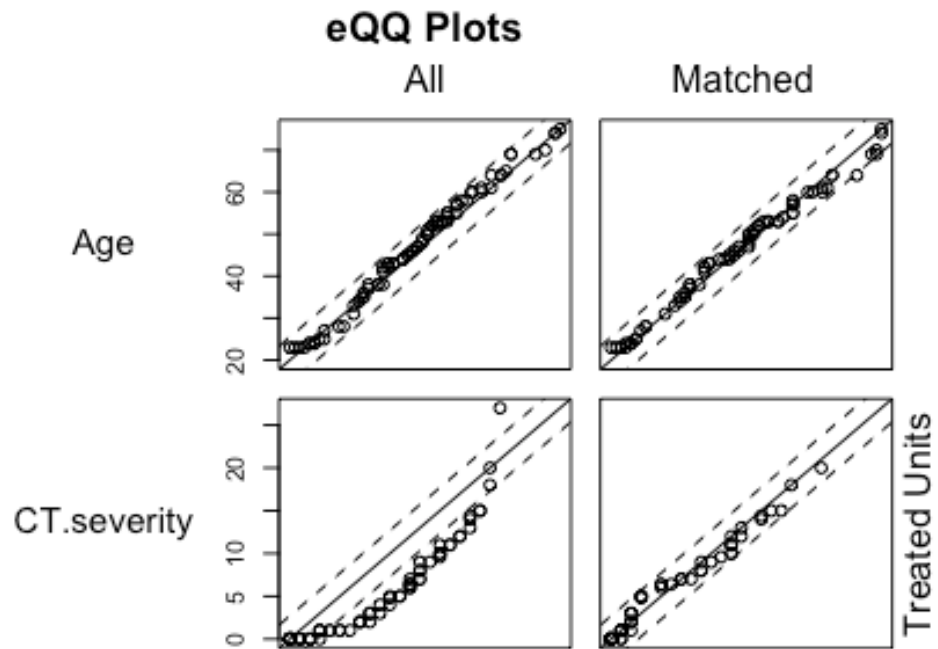 eQQ Plots
All Matched
Age
20 40 60
CT.severity
0 5 10 20
Treated Units